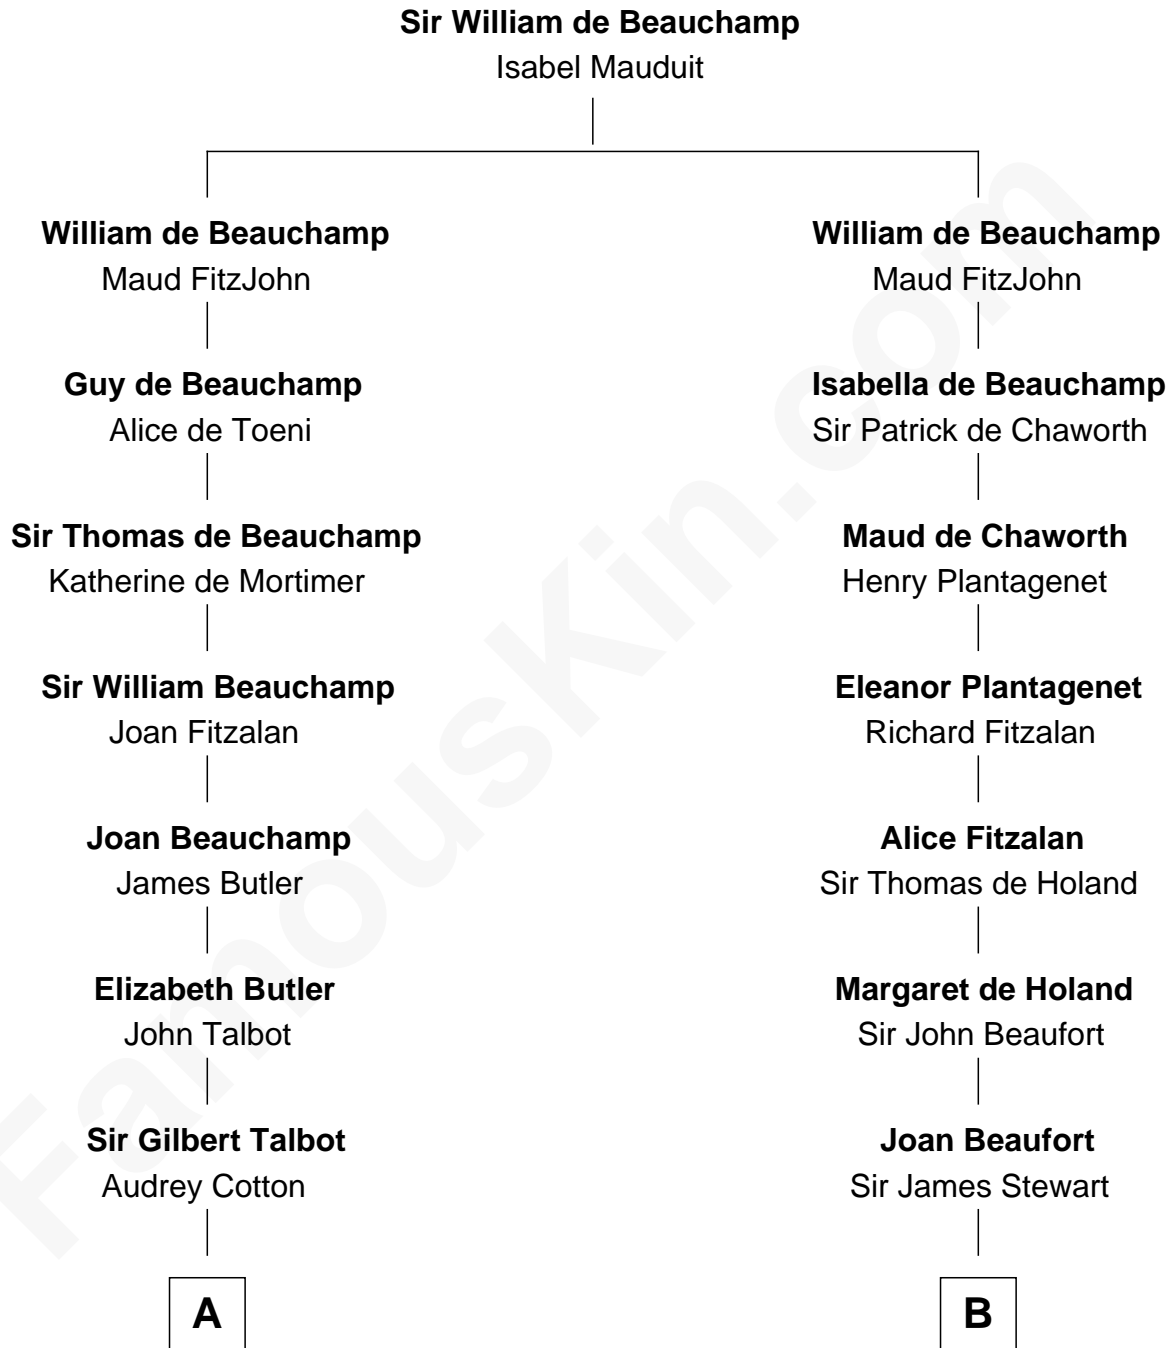 Sir William de Beauchamp
Isabel Mauduit
William de Beauchamp
Maud FitzJohn
William de Beauchamp
Maud FitzJohn
Guy de Beauchamp
Alice de Toeni
Isabella de Beauchamp
Sir Patrick de Chaworth
Sir Thomas de Beauchamp
Katherine de Mortimer
Maud de Chaworth
Henry Plantagenet
Sir William Beauchamp
Joan Fitzalan
Eleanor Plantagenet
Richard Fitzalan
Joan Beauchamp
James Butler
Alice Fitzalan
Sir Thomas de Holand
Elizabeth Butler
John Talbot
Margaret de Holand
Sir John Beaufort
Sir Gilbert Talbot
Audrey Cotton
Joan Beaufort
Sir James Stewart
A
B
FamousKin.com